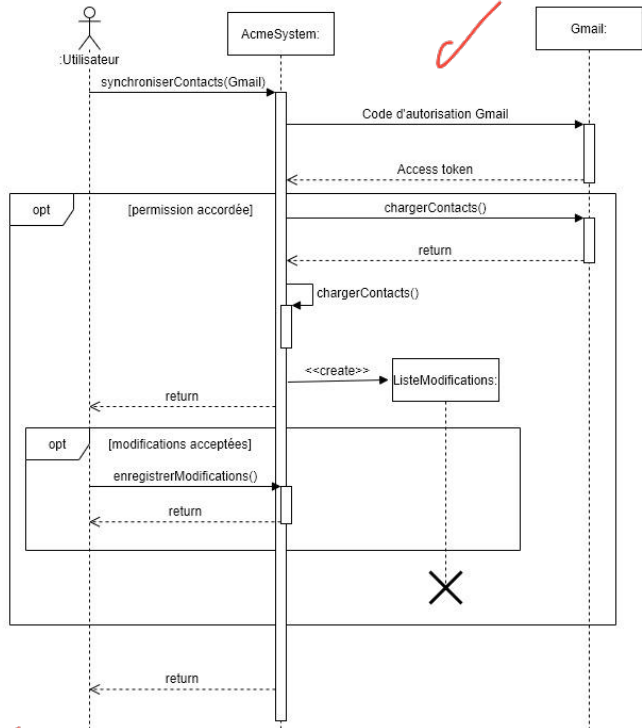 AcmeSystem:
Gmail:
:Utilisateur
synchroniserContacts(Gmail)
Code d'autorisation Gmail
Access token
opt
[permission accordée]
chargerContacts()
return
chargerContacts()
<<create>>
ListeModifications:
return
opt
[modifications acceptées]
enregistrerModifications()
return
return